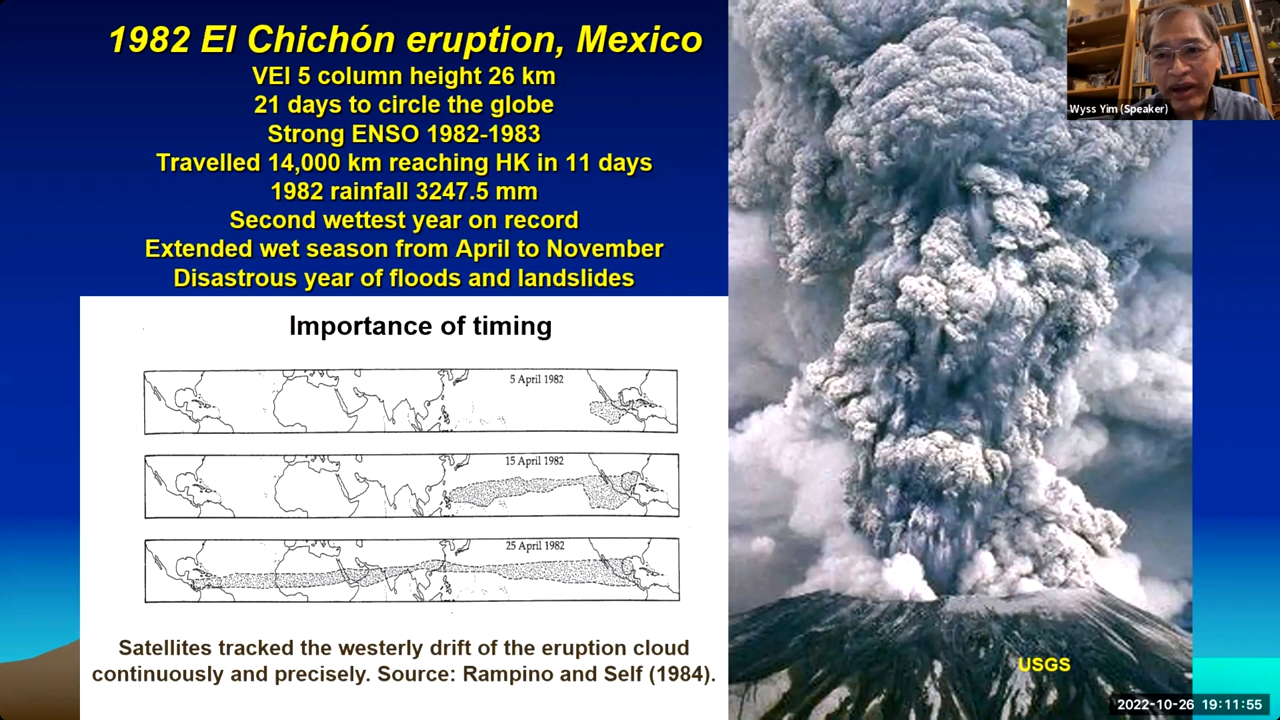 1982 El Chichón eruption, Mexico
VEI 5 column height 26 km
21 days to circle the globe
Strong ENSO 1982-1983
Travelled 14,000 km reaching HK in 11 days
1982 rainfall 3247.5 mm
Second wettest year on record
Extended wet season from April to November
Disastrous year of floods and landslides
Importance of timing
5 April 1982
15 April 1982
25 April 1982
Satellites tracked the westerly drift of the eruption cloud
continuously and precisely. Source: Rampino and Self (1984).
Wyss Yim (Speaker)
USGS
2022-10-26 19:11:55